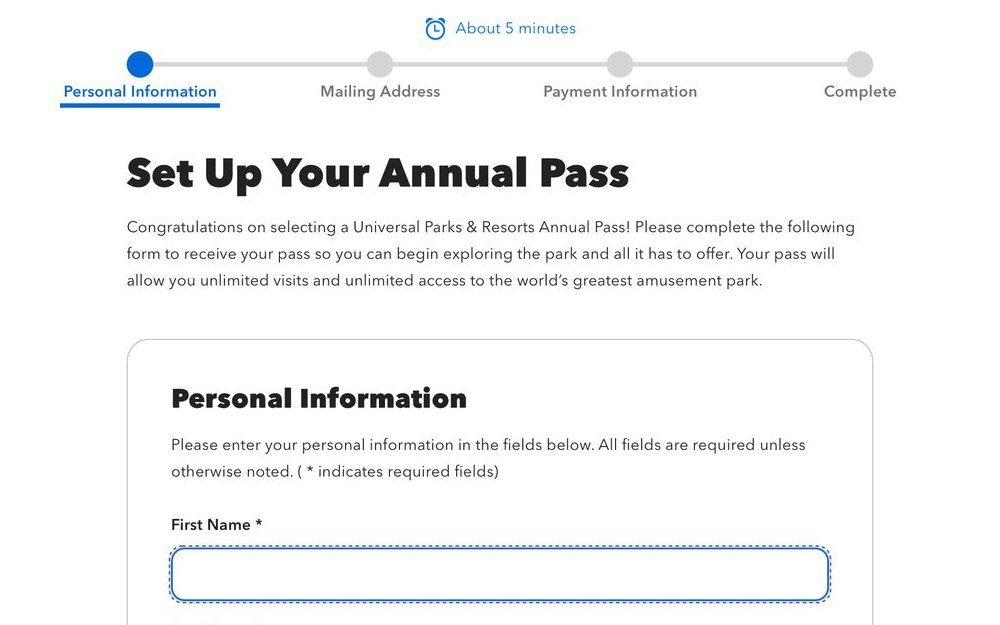 About 5 minutes
Personal Information
Mailing Address
Payment Information
Complete
Set Up Your Annual Pass
Congratulations on selecting a Universal Parks & Resorts Annual Pass! Please complete the following
form to receive your pass so you can begin exploring the park and all it has to offer. Your pass will
allow you unlimited visits and unlimited access to the world’s greatest amusement park.
Personal Information
Please enter your personal information in the fields below. All fields are required unless
otherwise noted. ( * indicates required fields)
First Name *